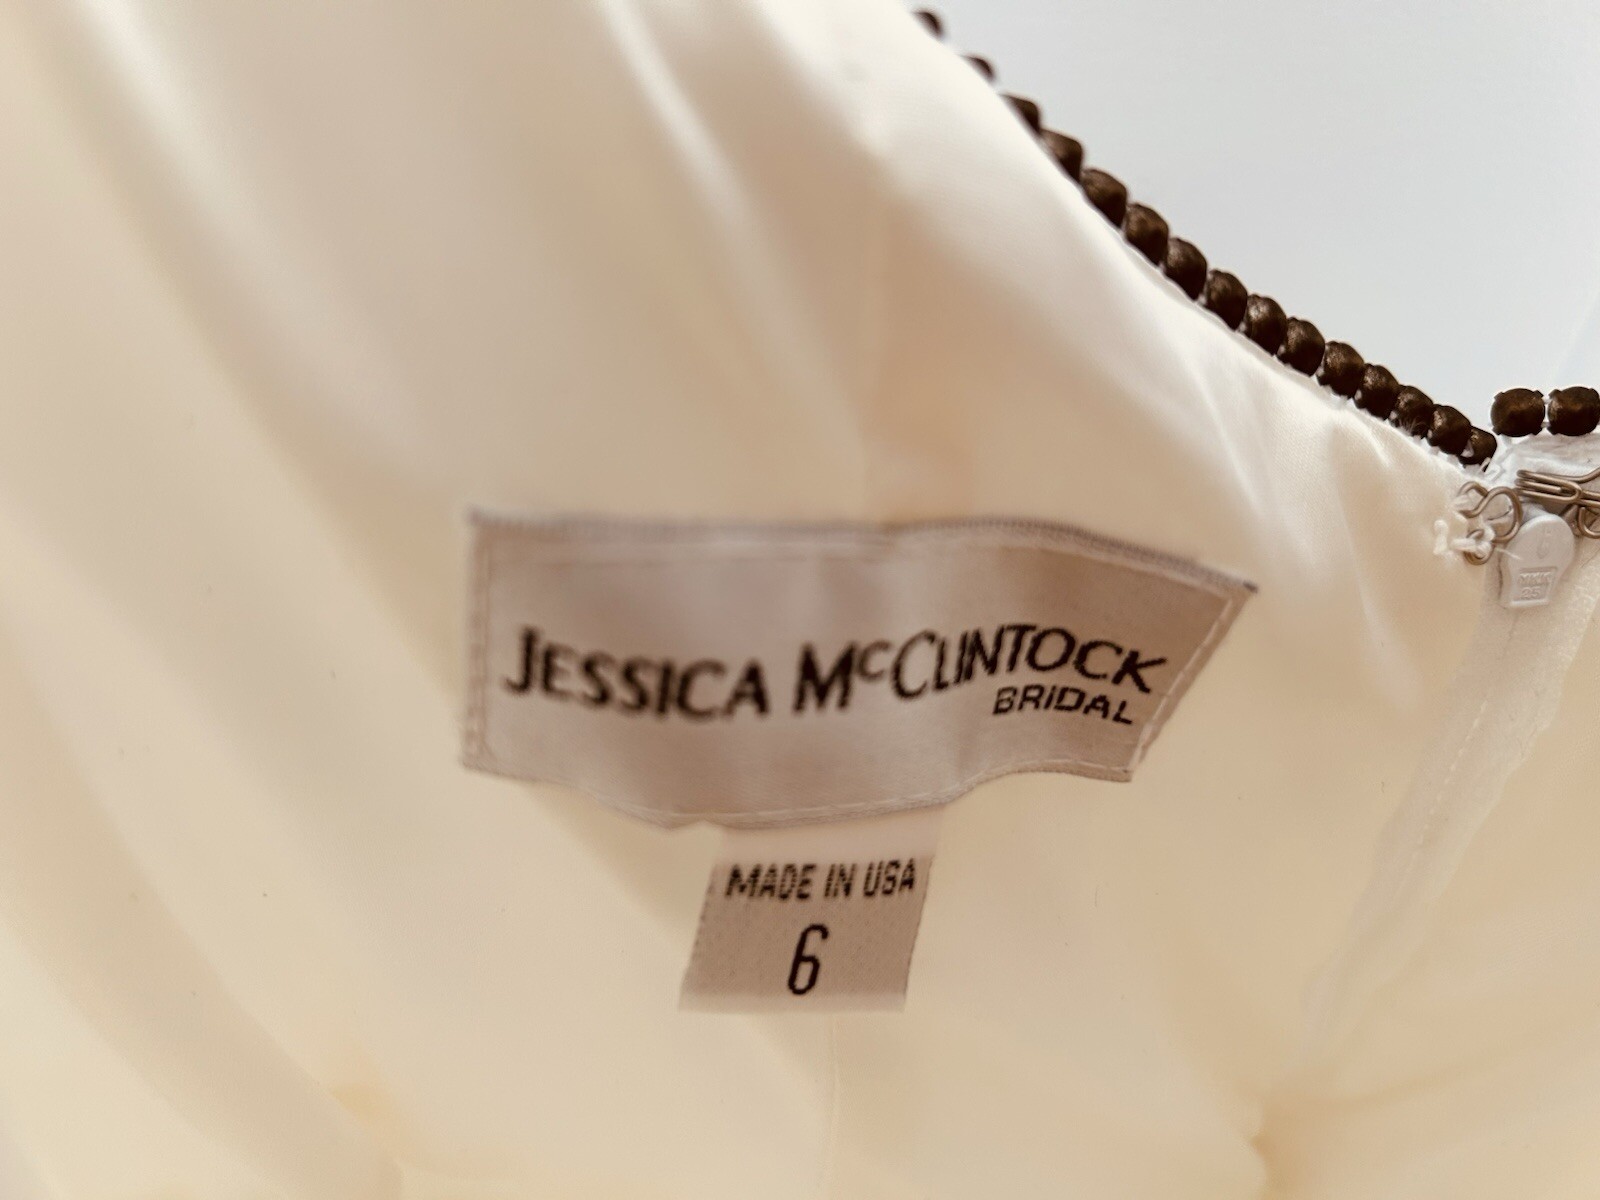 JESSICA McCLINTOCK
BRIDAL
MADE IN USA
6